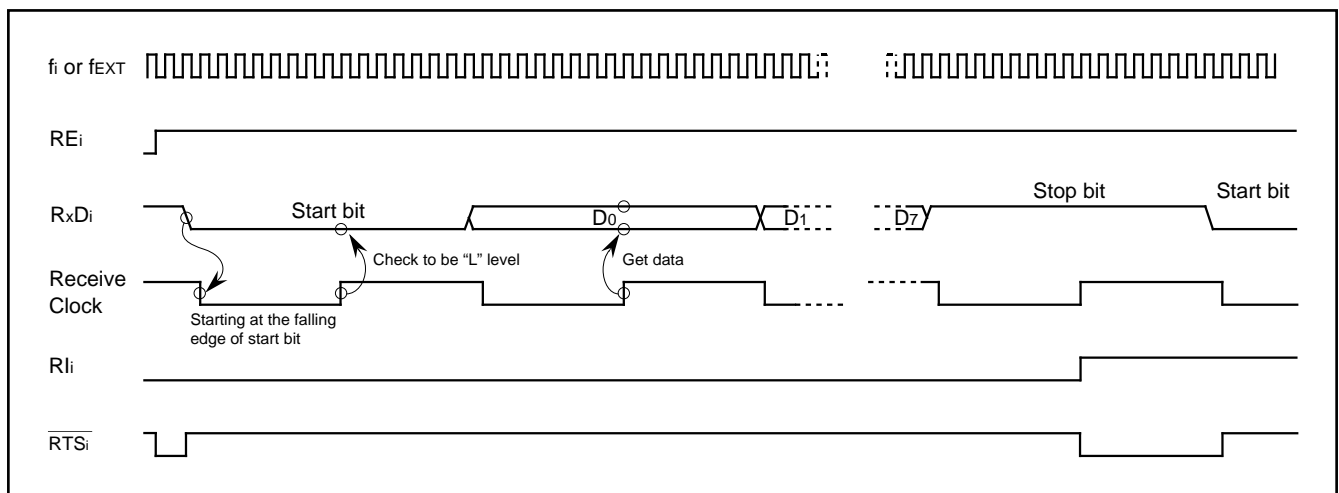 fi or fEXT
REi
RxDi
Start bit
D0
D1
D7
Stop bit
Start bit
Check to be “L” level
Get data
Receive
Clock
Starting at the falling
edge of start bit
RIi
RTSi